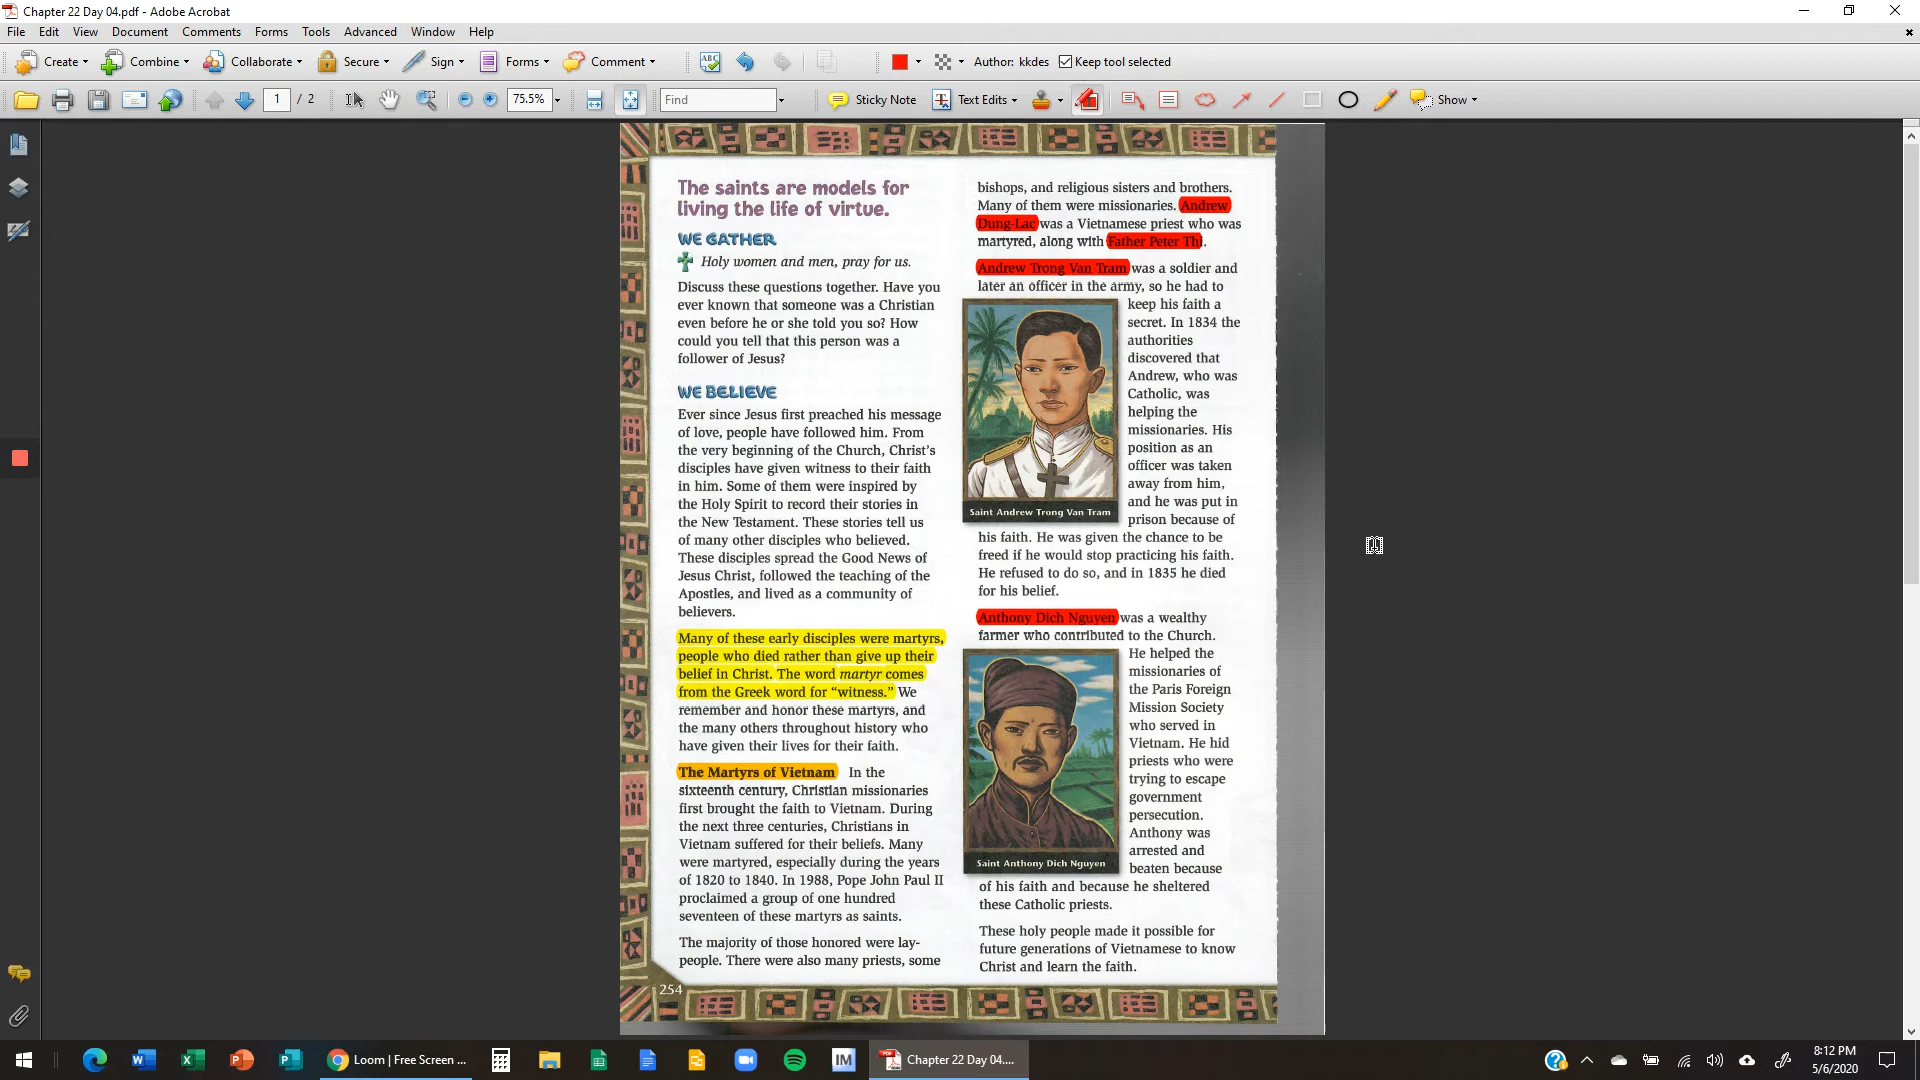 Chapter 22 Day 04.pdf - Adobe Acrobat
File Edit View Document Comments Forms Tools Advanced Window Help
Create Combine Collaborate Secure Sign Forms Comment Author: kkdes Keep tool selected
1 / 2 75.5% Find Sticky Note Text Edits Show
The saints are models for
living the life of virtue.
WE GATHER
Holy women and men, pray for us.
Discuss these questions together. Have you
ever known that someone was a Christian
even before he or she told you so? How
could you tell that this person was a
follower of Jesus?
WE BELIEVE
Ever since Jesus first preached his message
of love, people have followed him. From
the very beginning of the Church, Christ's
disciples have given witness to their faith
in him. Some of them were inspired by
the Holy Spirit to record their stories in
the New Testament. These stories tell us
of many other disciples who believed.
These disciples spread the Good News of
Jesus Christ, followed the teaching of the
Apostles, and lived as a community of
believers.
Many of these early disciples were martyrs,
people who died rather than give up their
belief in Christ. The word martyr comes
from the Greek word for “witness.” We
remember and honor these martyrs, and
the many others throughout history who
have given their lives for their faith.
The Martyrs of Vietnam In the
sixteenth century, Christian missionaries
first brought the faith to Vietnam. During
the next three centuries, Christians in
Vietnam suffered for their beliefs. Many
were martyred, especially during the years
of 1820 to 1840. In 1988, Pope John Paul II
proclaimed a group of one hundred
seventeen of these martyrs as saints.
The majority of those honored were lay-
people. There were also many priests, some
254
bishops, and religious sisters and brothers.
Many of them were missionaries. Andrew
Dung-Lac was a Vietnamese priest who was
martyred, along with Father Peter Thi.
Andrew Trong Van Tram was a soldier and
later an officer in the army, so he had to
keep his faith a
secret. In 1834 the
authorities
discovered that
Andrew, who was
Catholic, was
helping the
missionaries. His
position as an
officer was taken
away from him,
and he was put in
prison because of
Saint Andrew Trong Van Tram
his faith. He was given the chance to be
freed if he would stop practicing his faith.
He refused to do so, and in 1835 he died
for his belief.
Anthony Dich Nguyen was a wealthy
farmer who contributed to the Church.
He helped the
missionaries of
the Paris Foreign
Mission Society
who served in
Vietnam. He hid
priests who were
trying to escape
government
persecution.
Anthony was
arrested and
beaten because
Saint Anthony Dich Nguyen
of his faith and because he sheltered
these Catholic priests.
These holy people made it possible for
future generations of Vietnamese to know
Christ and learn the faith.
Loom | Free Screen ... IM Chapter 22 Day 04....
8:12 PM
5/6/2020